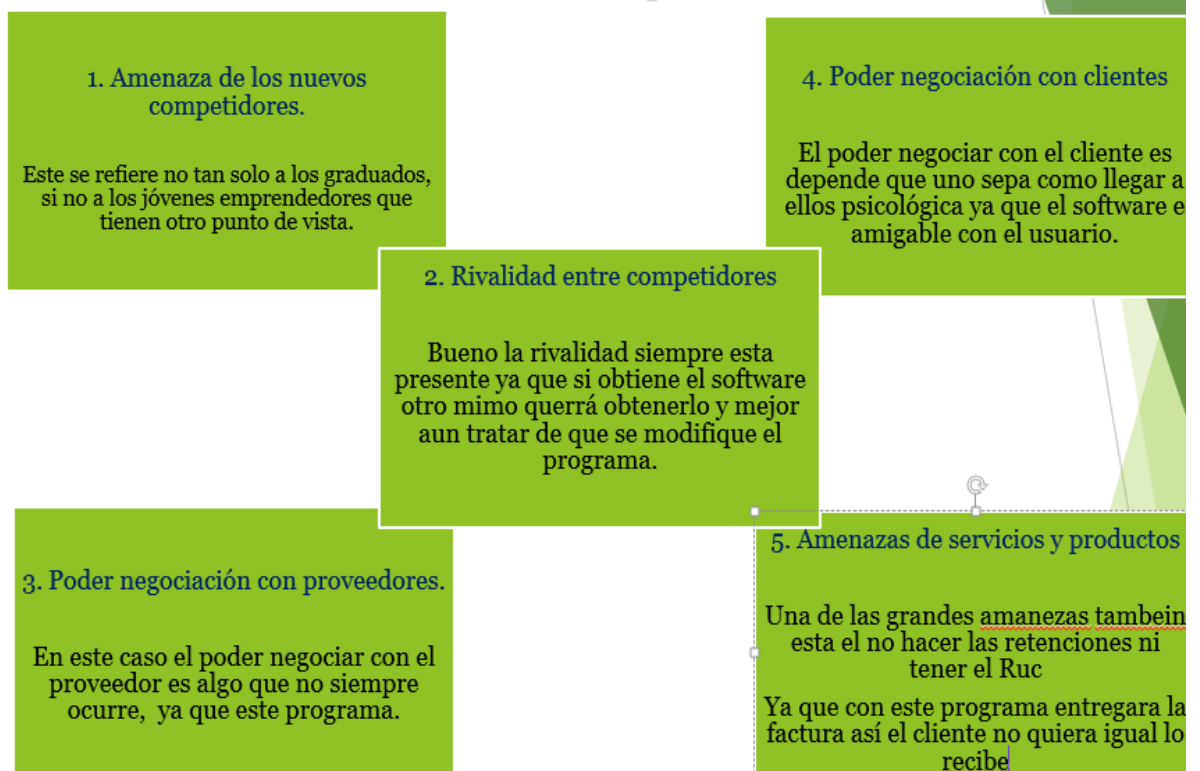 1. Amenaza de los nuevos
competidores.
Este se refiere no tan solo a los graduados,
si no a los jóvenes emprendedores que
tienen otro punto de vista.
2. Rivalidad entre competidores
Bueno la rivalidad siempre esta
presente ya que si obtiene el software
otro mimo querrá obtenerlo y mejor
aun tratar de que se modifique el
programa.
3. Poder negociación con proveedores.
En este caso el poder negociar con el
proveedor es algo que no siempre
ocurre, ya que este programa.
4. Poder negociación con clientes
El poder negociar con el cliente es
depende que uno sepa como llegar a
ellos psicológica ya que el software e
amigable con el usuario.
5. Amenazas de servicios y productos
Una de las grandes amanezas tambein
esta el no hacer las retenciones ni
tener el Ruc
Ya que con este programa entregara la
factura así el cliente no quiera igual lo
recibe